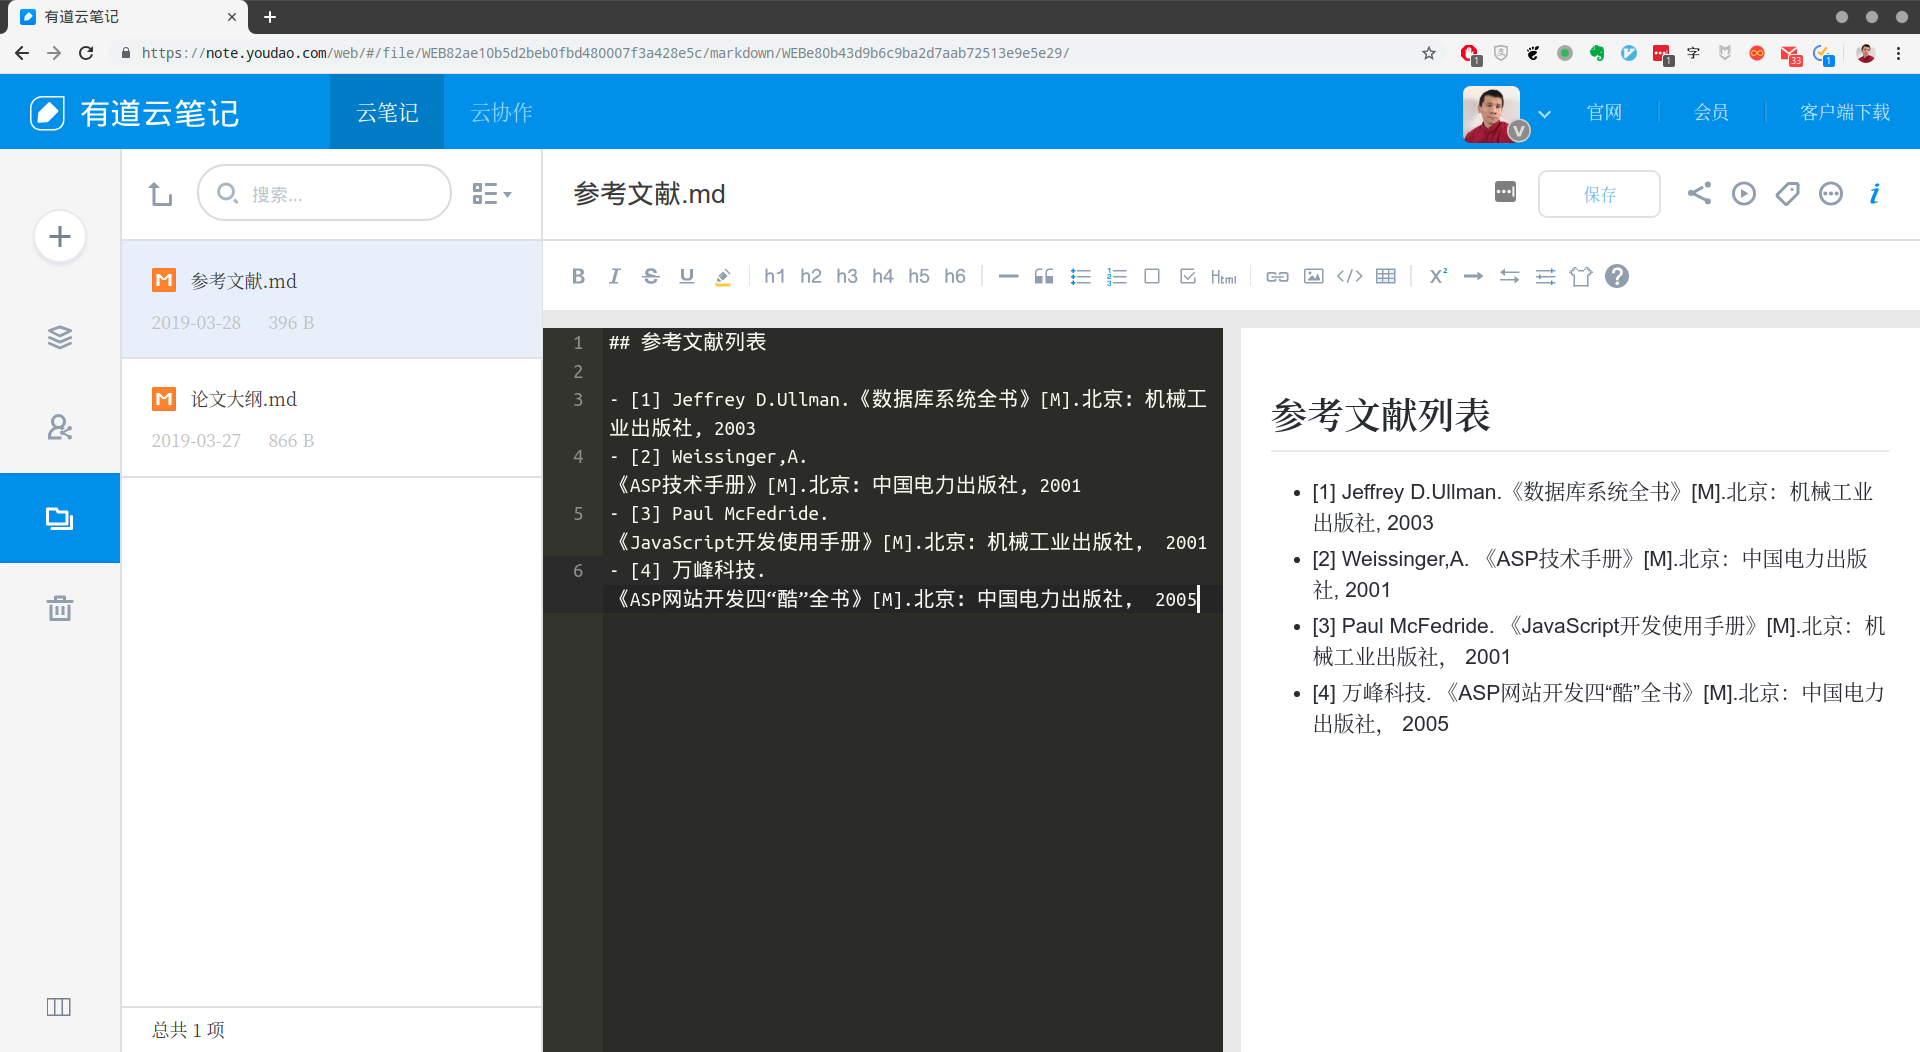 有道云笔记
https://note.youdao.com/web/#/file/WEB82ae10b5d2beb0fbd480007f3a428e5c/markdown/WEBe80b43d9b6c9ba2d7aab72513e9e5e29/
1
1
字
33
1
有道云笔记
云笔记
云协作
V
官网
会员
客户端下载
搜索...
参考文献.md
保存
参考文献.md
2019-03-28 396 B
论文大纲.md
2019-03-27 866 B
总共 1 项
B I S U h1 h2 h3 h4 h5 h6 Html </> X² ?
1 ## 参考文献列表
2
3 - [1] Jeffrey D.Ullman.《数据库系统全书》[M].北京: 机械工
业出版社, 2003
4 - [2] Weissinger,A.
《ASP技术手册》[M].北京: 中国电力出版社, 2001
5 - [3] Paul McFedride.
《JavaScript开发使用手册》[M].北京: 机械工业出版社， 2001
6 - [4] 万峰科技.
《ASP网站开发四“酷”全书》[M].北京: 中国电力出版社， 2005
参考文献列表
• [1] Jeffrey D.Ullman.《数据库系统全书》[M].北京：机械工业
出版社, 2003
• [2] Weissinger,A. 《ASP技术手册》[M].北京：中国电力出版
社, 2001
• [3] Paul McFedride. 《JavaScript开发使用手册》[M].北京：机
械工业出版社， 2001
• [4] 万峰科技. 《ASP网站开发四“酷”全书》[M].北京：中国电力
出版社， 2005